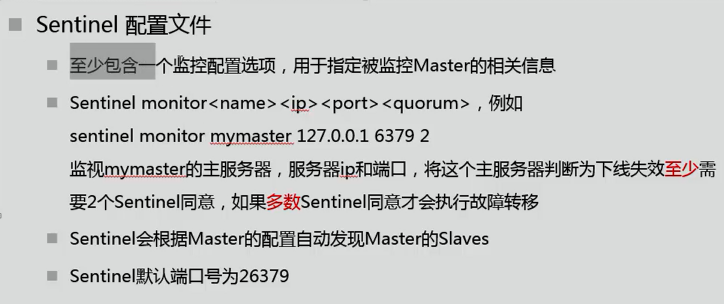 Sentinel 配置文件
至少包含一个监控配置选项，用于指定被监控Master的相关信息
Sentinel monitor<name><ip><port><quorum>，例如
sentinel monitor mymaster 127.0.0.1 6379 2
监视mymaster的主服务器，服务器ip和端口，将这个主服务器判断为下线失效至少需
要2个Sentinel同意，如果多数Sentinel同意才会执行故障转移
Sentinel会根据Master的配置自动发现Master的Slaves
Sentinel默认端口号为26379